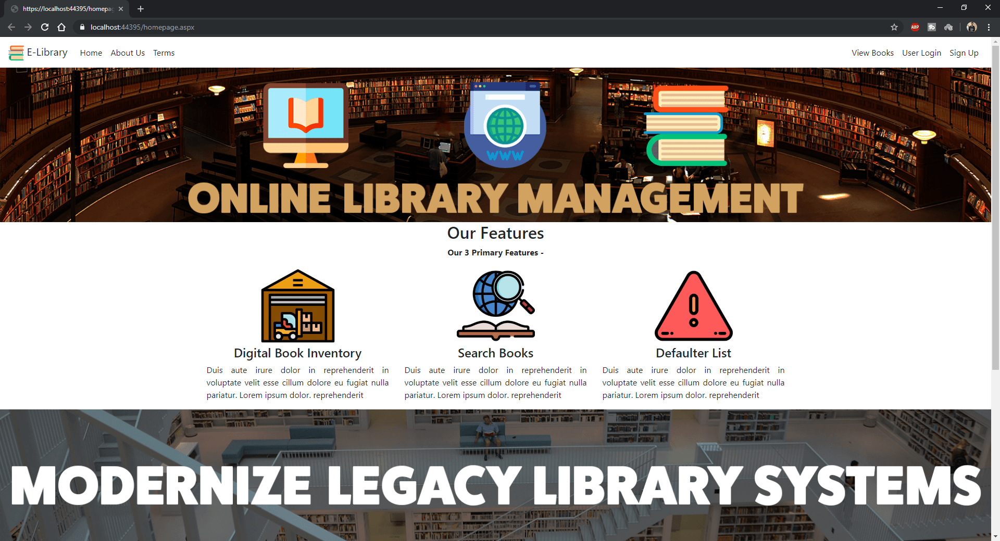 https://localhost:44395/homepag
localhost:44395/homepage.aspx
ABP
E-Library
Home
About Us
Terms
View Books
User Login
Sign Up
WWW
ONLINE LIBRARY MANAGEMENT
Our Features
Our 3 Primary Features -
Digital Book Inventory
Duis aute irure dolor in reprehenderit in
voluptate velit esse cillum dolore eu fugiat nulla
pariatur. Lorem ipsum dolor. reprehenderit
Search Books
Duis aute irure dolor in reprehenderit in
voluptate velit esse cillum dolore eu fugiat nulla
pariatur. Lorem ipsum dolor. reprehenderit
Defaulter List
Duis aute irure dolor in reprehenderit in
voluptate velit esse cillum dolore eu fugiat nulla
pariatur. Lorem ipsum dolor. reprehenderit
MODERNIZE LEGACY LIBRARY SYSTEMS